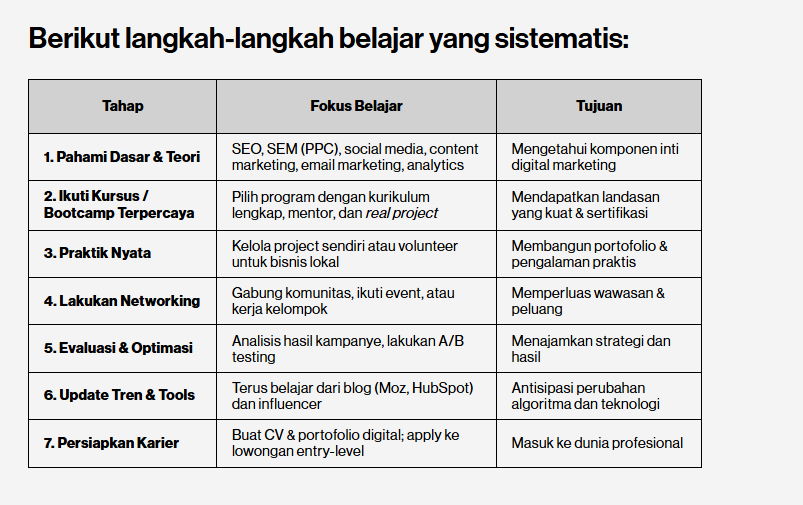 Berikut langkah-langkah belajar yang sistematis:
Tahap
Fokus Belajar
Tujuan
1. Pahami Dasar & Teori
SEO, SEM (PPC), social media, content
marketing, email marketing, analytics
Mengetahui komponen inti
digital marketing
2. Ikuti Kursus /
Bootcamp Terpercaya
Pilih program dengan kurikulum
lengkap, mentor, dan real project
Mendapatkan landasan
yang kuat & sertifikasi
3. Praktik Nyata
Kelola project sendiri atau volunteer
untuk bisnis lokal
Membangun portofolio &
pengalaman praktis
4. Lakukan Networking
Gabung komunitas, ikuti event, atau
kerja kelompok
Memperluas wawasan &
peluang
5. Evaluasi & Optimasi
Analisis hasil kampanye, lakukan A/B
testing
Menajamkan strategi dan
hasil
6. Update Tren & Tools
Terus belajar dari blog (Moz, HubSpot)
dan influencer
Antisipasi perubahan
algoritma dan teknologi
7. Persiapkan Karier
Buat CV & portofolio digital; apply ke
lowongan entry-level
Masuk ke dunia profesional